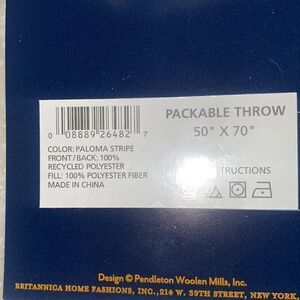 PACKABLE THROW
50" X 70"
0 08889 26482 7
COLOR: PALOMA STRIPE
FRONT/BACK: 100%
RECYCLED POLYESTER
FILL: 100% POLYESTER FIBER
MADE IN CHINA
Design © Pendleton Woolen Mills, Inc.
BRITANNICA HOME FASHIONS, INC., 214 W. 39TH STREET, NEW YORK,